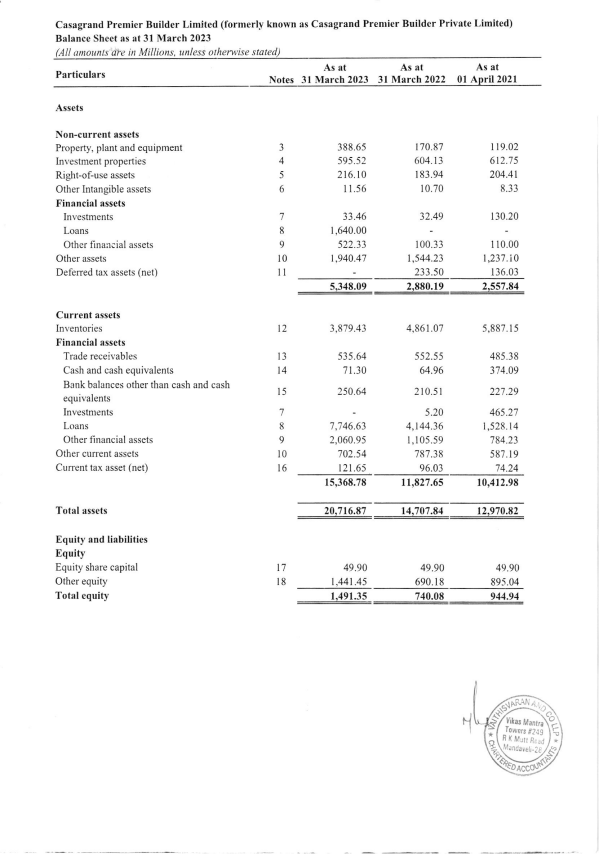 Casagrand Premier Builder Limited (formerly known as Casagrand Premier Builder Private Limited)
Balance Sheet as at 31 March 2023
(All amounts are in Millions, unless otherwise stated)
Particulars Notes As at 31 March 2023 As at 31 March 2022 As at 01 April 2021
Assets
Non-current assets
Property, plant and equipment 3 388.65 170.87 119.02
Investment properties 4 595.52 604.13 612.75
Right-of-use assets 5 216.10 183.94 204.41
Other Intangible assets 6 11.56 10.70 8.33
Financial assets
Investments 7 33.46 32.49 130.20
Loans 8 1,640.00 - -
Other financial assets 9 522.33 100.33 110.00
Other assets 10 1,940.47 1,544.23 1,237.10
Deferred tax assets (net) 11 - 233.50 136.03
5,348.09 2,880.19 2,557.84
Current assets
Inventories 12 3,879.43 4,861.07 5,887.15
Financial assets
Trade receivables 13 535.64 552.55 485.38
Cash and cash equivalents 14 71.30 64.96 374.09
Bank balances other than cash and cash
equivalents 15 250.64 210.51 227.29
Investments 7 - 5.20 465.27
Loans 8 7,746.63 4,144.36 1,528.14
Other financial assets 9 2,060.95 1,105.59 784.23
Other current assets 10 702.54 787.38 587.19
Current tax asset (net) 16 121.65 96.03 74.24
15,368.78 11,827.65 10,412.98
Total assets 20,716.87 14,707.84 12,970.82
Equity and liabilities
Equity
Equity share capital 17 49.90 49.90 49.90
Other equity 18 1,441.45 690.18 895.04
Total equity 1,491.35 740.08 944.94
VAITHISVARAN AND CO LLP
Vikas Mantra
Towers #249
R K Mutt Road
Mandaveli-28
* CHARTERED ACCOUNTANTS *